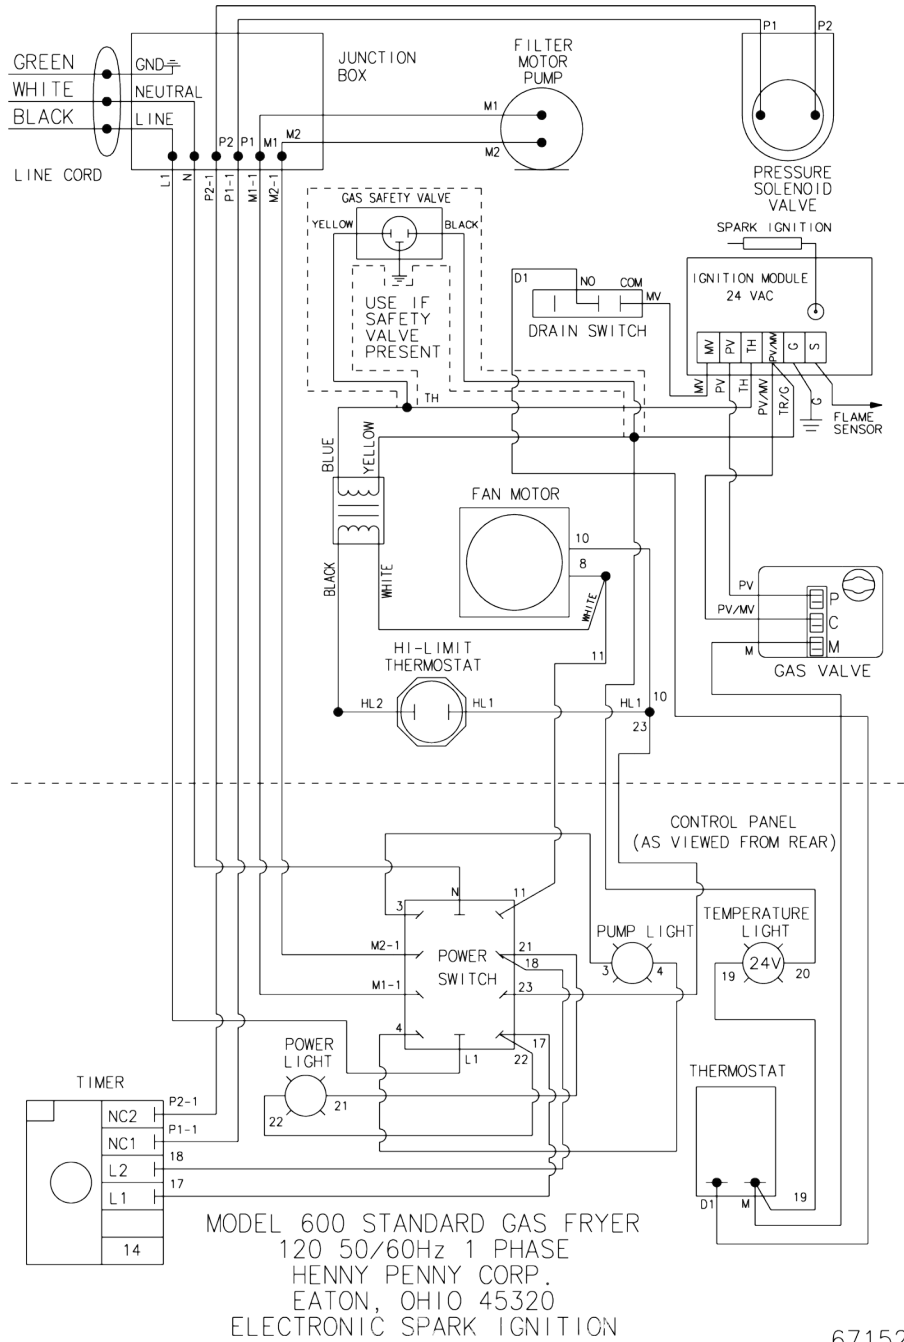 P1
P2
JUNCTION
BOX
FILTER
MOTOR
PUMP
GREEN
WHITE
BLACK
GND
NEUTRAL
LINE
P2
P1
M1
M2
M1
M2
LINE CORD
L1
N
P2-1
P1-1
M1-1
M2-1
PRESSURE
SOLENOID
VALVE
GAS SAFETY VALVE
YELLOW
BLACK
USE IF
SAFETY
VALVE
PRESENT
SPARK IGNITION
IGNITION MODULE
24 VAC
D1
NO
COM
MV
DRAIN SWITCH
MV
PV
TH
PV/MV
G
S
MV
PV
TH
PV/MV
TR/G
G
FLAME
SENSOR
TH
BLUE
YELLOW
FAN MOTOR
10
8
BLACK
WHITE
WHITE
11
PV
PV/MV
M
P
C
M
GAS VALVE
HI-LIMIT
THERMOSTAT
HL2
HL1
HL1
10
23
CONTROL PANEL
(AS VIEWED FROM REAR)
N
11
3
M2-1
POWER
SWITCH
21
18
M1-1
23
4
L1
17
22
PUMP LIGHT
3
4
TEMPERATURE
LIGHT
24V
19
20
POWER
LIGHT
22
21
THERMOSTAT
D1
M
19
TIMER
NC2
P2-1
NC1
P1-1
L2
18
L1
17
14
MODEL 600 STANDARD GAS FRYER
120 50/60Hz 1 PHASE
HENNY PENNY CORP.
EATON, OHIO 45320
ELECTRONIC SPARK IGNITION
67152